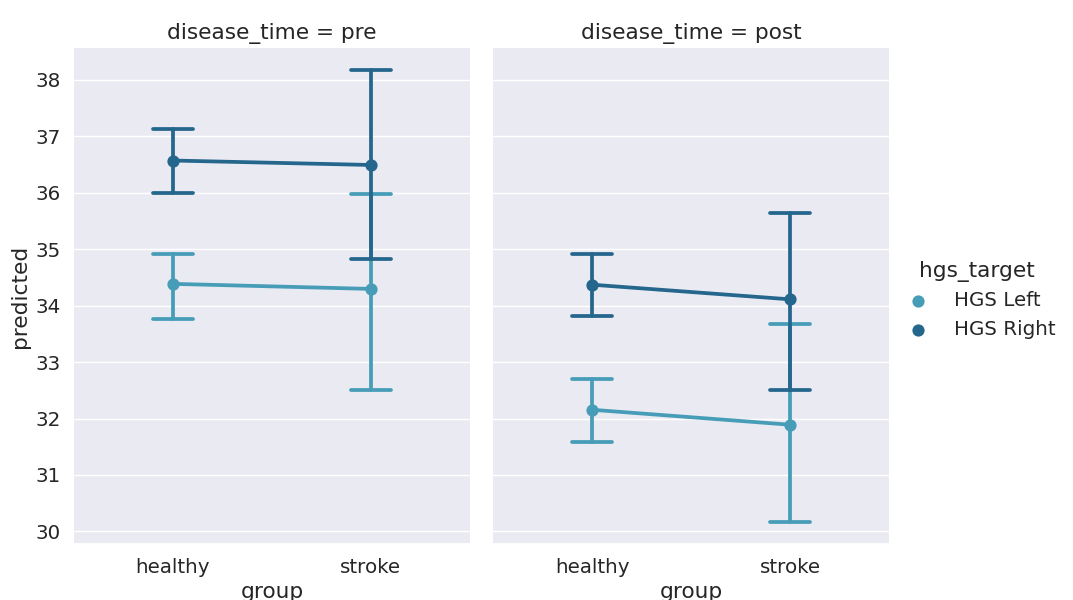 disease_time = pre
disease_time = post
predicted
38
37
36
35
34
33
32
31
30
healthy
stroke
healthy
stroke
group
group
hgs_target
HGS Left
HGS Right